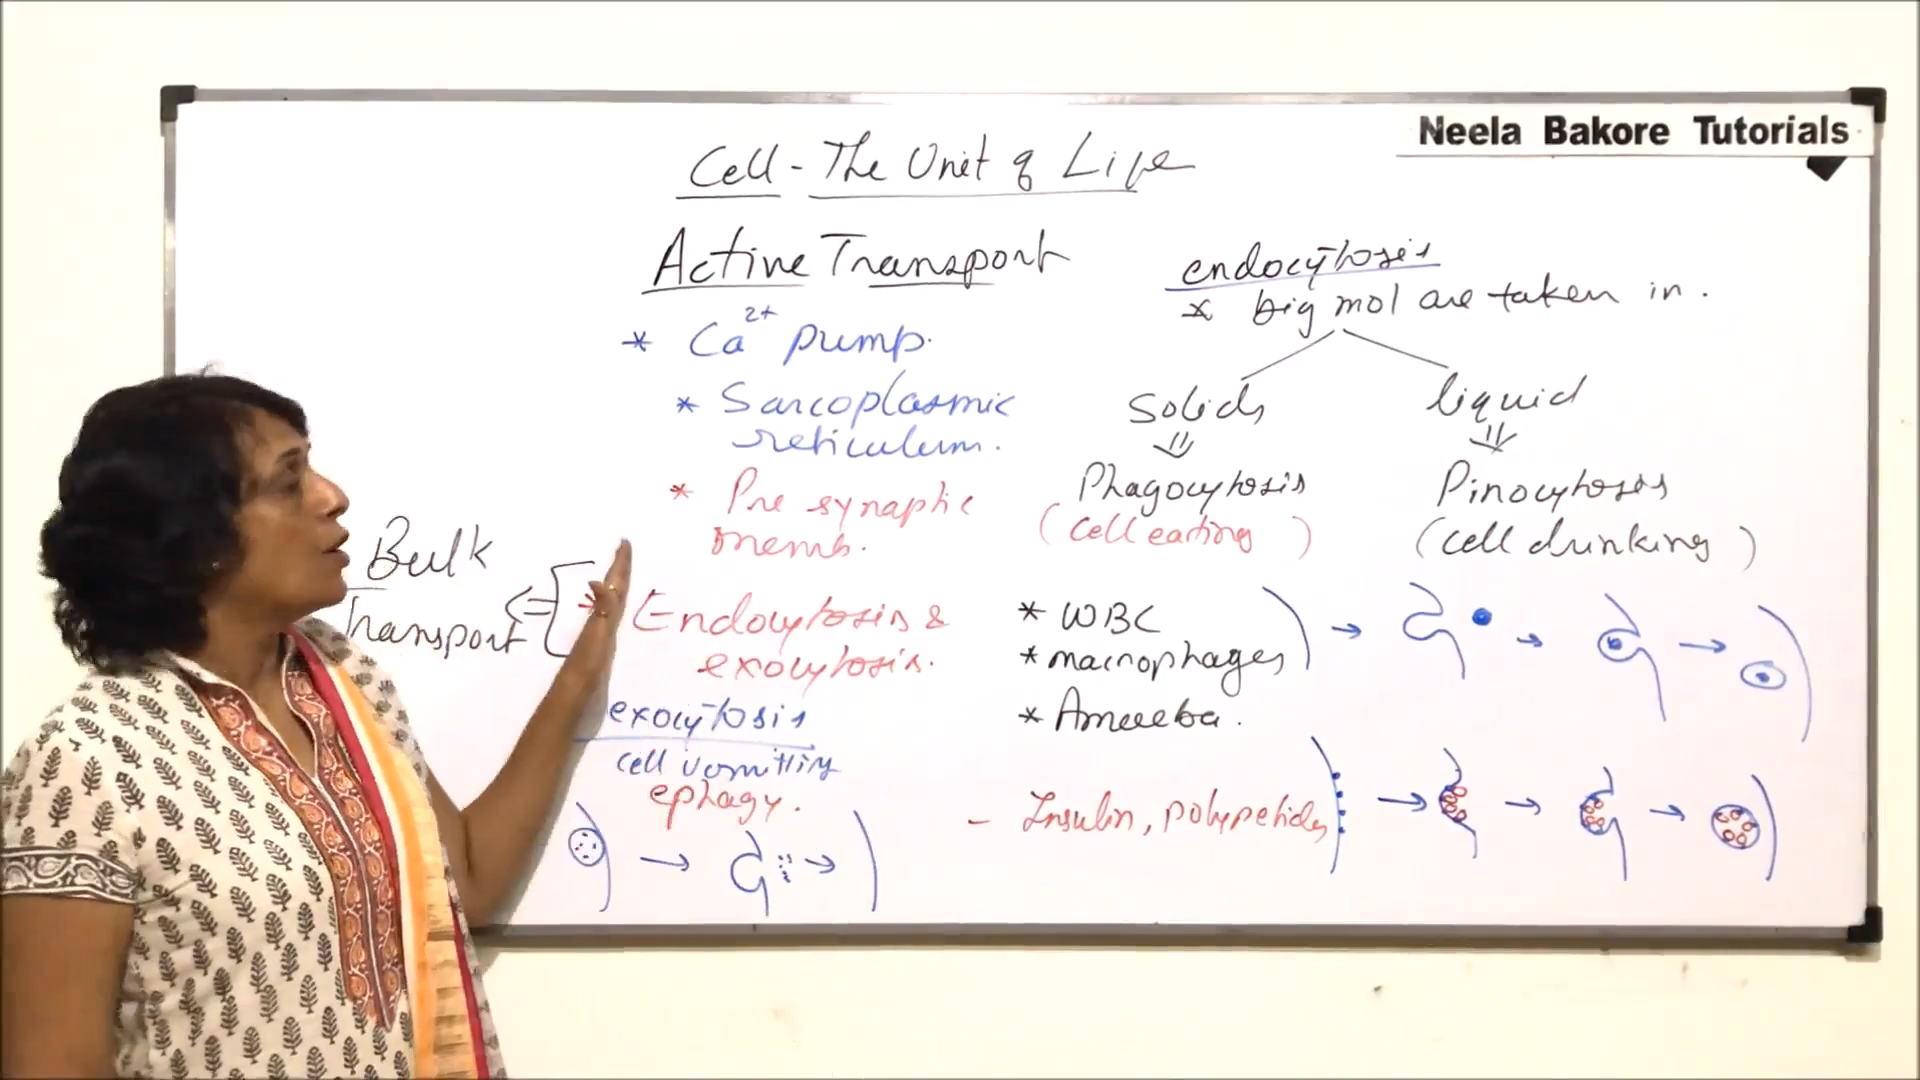 Neela Bakore Tutorials
Cell - The Unit of Life
Active Transport
* Ca²⁺ pump.
* Sarcoplasmic
reticulum.
* Pre synaptic
memb.
Bulk
Transport
* Endocytosis &
exocytosis.
exocytosis
cell vomitting
ephagy.
endocytosis
* big mol are taken in.
Solids
liquid
Phagocytosis
(cell eating)
Pinocytosis
(cell drinking)
* WBC
* macrophages
* Amoeba.
- Insulin, polypetides